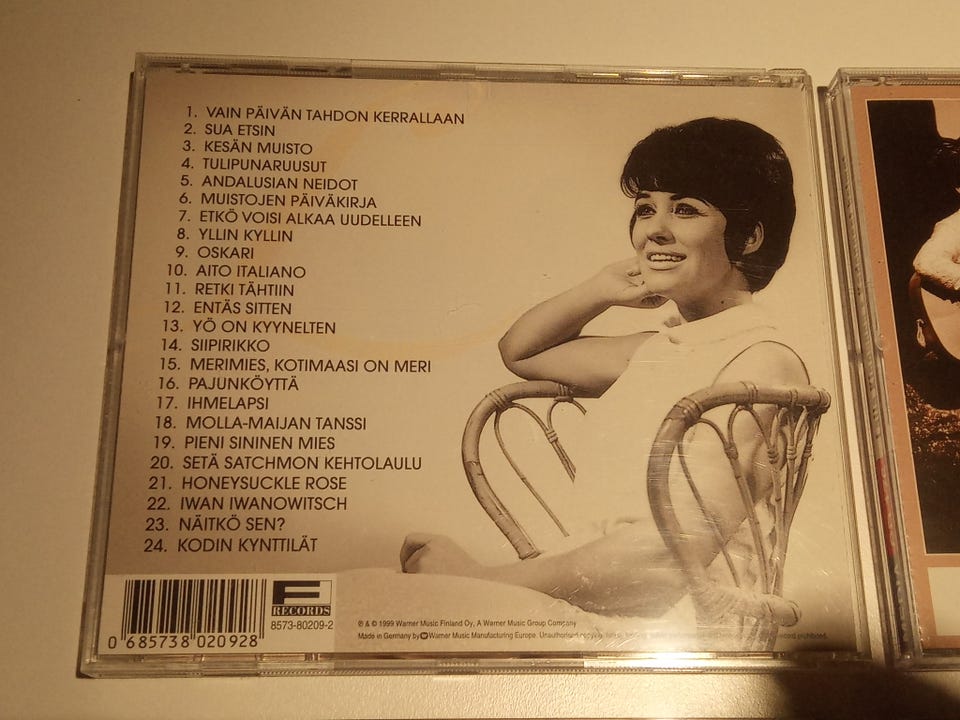 1. VAIN PÄIVÄN TAHDON KERRALLAAN
2. SUA ETSIN
3. KESÄN MUISTO
4. TULIPUNARUUSUT
5. ANDALUSIAN NEIDOT
6. MUISTOJEN PÄIVÄKIRJA
7. ETKÖ VOISI ALKAA UUDELLEEN
8. YLLIN KYLLIN
9. OSKARI
10. AITO ITALIANO
11. RETKI TÄHTIIN
12. ENTÄS SITTEN
13. YÖ ON KYYNELTEN
14. SIIPIRIKKO
15. MERIMIES, KOTIMAASI ON MERI
16. PAJUNKÖYTTÄ
17. IHMELAPSI
18. MOLLA-MAIJAN TANSSI
19. PIENI SININEN MIES
20. SETÄ SATCHMON KEHTOLAULU
21. HONEYSUCKLE ROSE
22. IWAN IWANOWITSCH
23. NÄITKÖ SEN?
24. KODIN KYNTTILÄT
0 685738 020928
F
RECORDS
8573-80209-2
℗ & © 1999 Warner Music Finland Oy, A Warner Music Group Company
Made in Germany by Warner Music Manufacturing Europe. Unauthorised record prohibited.